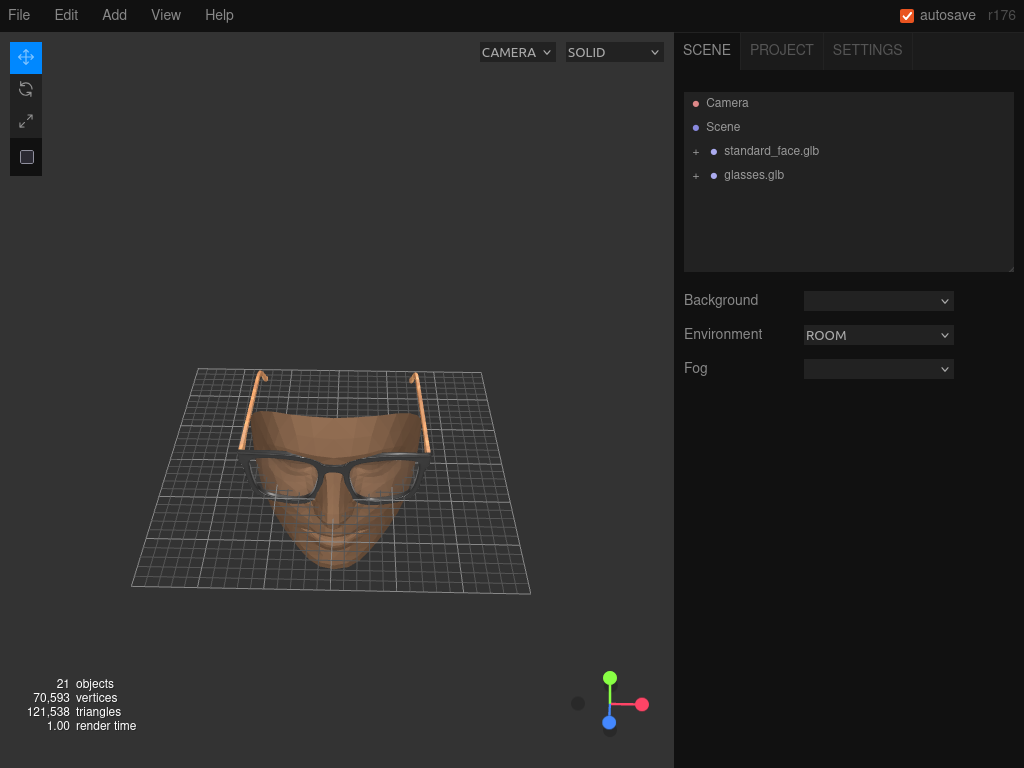 File Edit Add View Help autosave r176
CAMERA SOLID
SCENE PROJECT SETTINGS
Camera
Scene
+ standard_face.glb
+ glasses.glb
Background
Environment ROOM
Fog
21 objects
70,593 vertices
121,538 triangles
1.00 render time